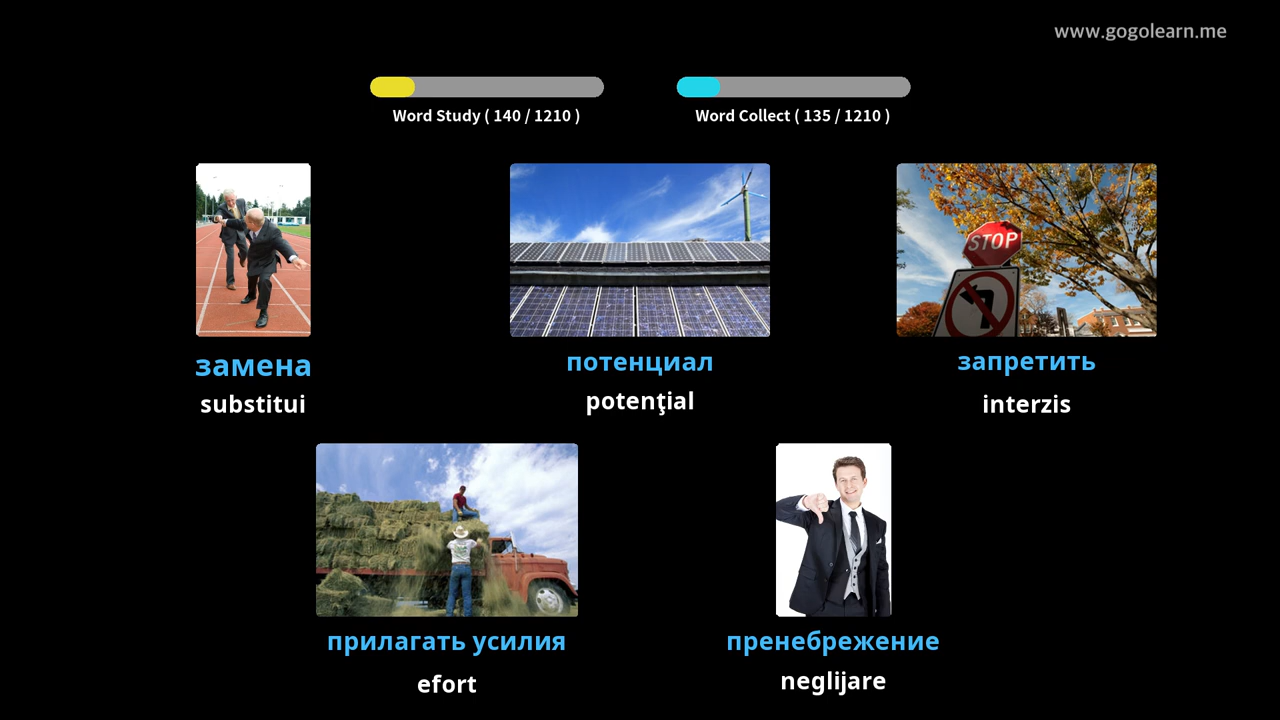 www.gogolearn.me
Word Study ( 140 / 1210 )
Word Collect ( 135 / 1210 )
STOP
замена
substitui
потенциал
potenţial
запретить
interzis
прилагать усилия
efort
пренебрежение
neglijare